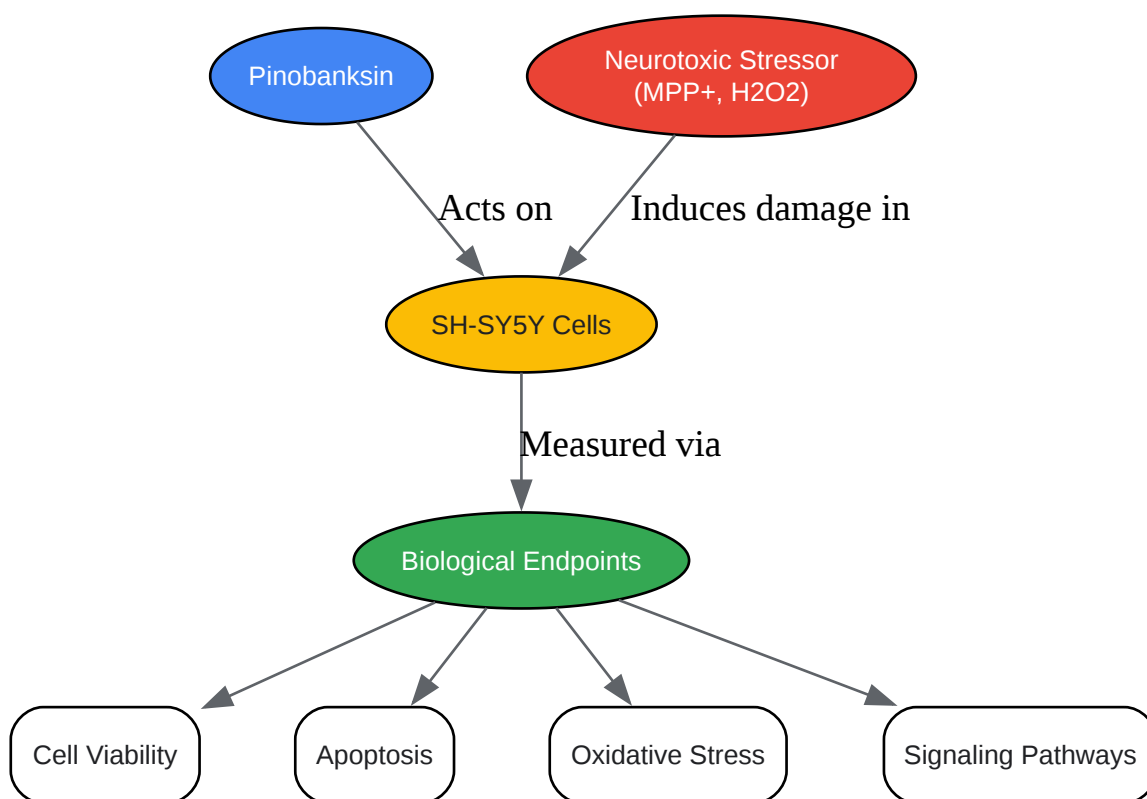 Pinobanksin
Neurotoxic Stressor
(MPP+, H2O2)
Acts on
Induces damage in
SH-SY5Y Cells
Measured via
Biological Endpoints
Cell Viability
Apoptosis
Oxidative Stress
Signaling Pathways